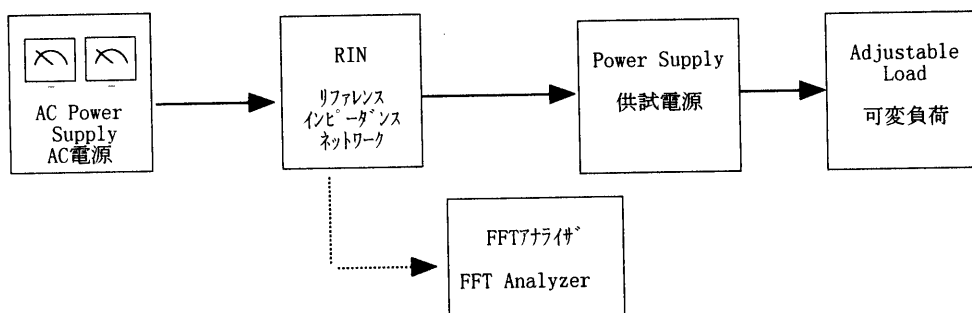 AC Power
Supply
AC電源
RIN
リファレンス
インピーダンス
ネットワーク
Power Supply
供試電源
Adjustable
Load
可変負荷
FFTアナライザ
FFT Analyzer